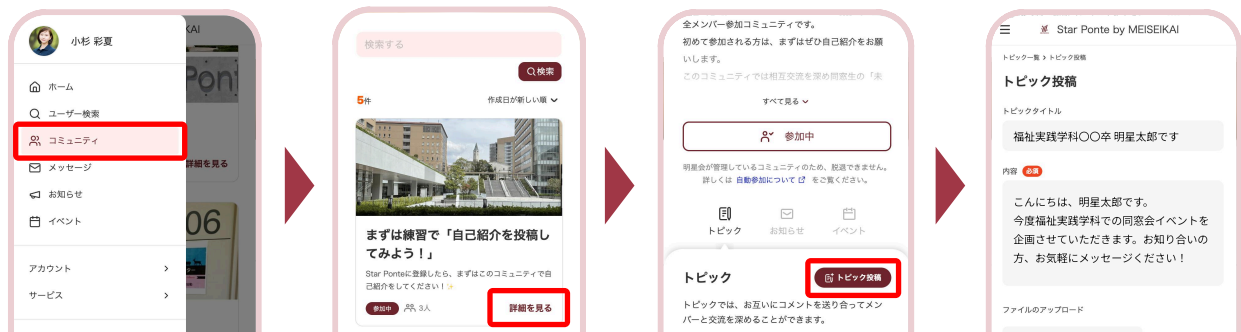 小杉 彩夏
KAI
ホーム
ユーザー検索
コミュニティ
メッセージ
お知らせ
イベント
アカウント
サービス
Pon
詳細を見る
06
検索する
検索
5件
作成日が新しい順
まずは練習で「自己紹介を投稿し
てみよう！」
Star Ponteに登録したら、まずはこのコミュニティで自
己紹介をしてください！✨
参加中
3人
詳細を見る
全メンバー参加コミュニティです。
初めて参加される方は、まずはぜひ自己紹介をお願
いします。
このコミュニティでは相互交流を深め同窓生の「未
すべて見る
参加中
明星会が管理しているコミュニティのため、脱退できません。
詳しくは 自動参加について をご覧ください。
トピック
お知らせ
イベント
トピック
トピック投稿
トピックでは、お互いにコメントを送り合ってメン
バーと交流を深めることができます。
Star Ponte by MEISEIKAI
トピック一覧 > トピック投稿
トピック投稿
トピックタイトル
福祉実践学科〇〇卒 明星太郎です
内容 必須
こんにちは、明星太郎です。
今度福祉実践学科での同窓会イベントを
企画させていただきます。お知り合いの
方、お気軽にメッセージください！
ファイルのアップロード